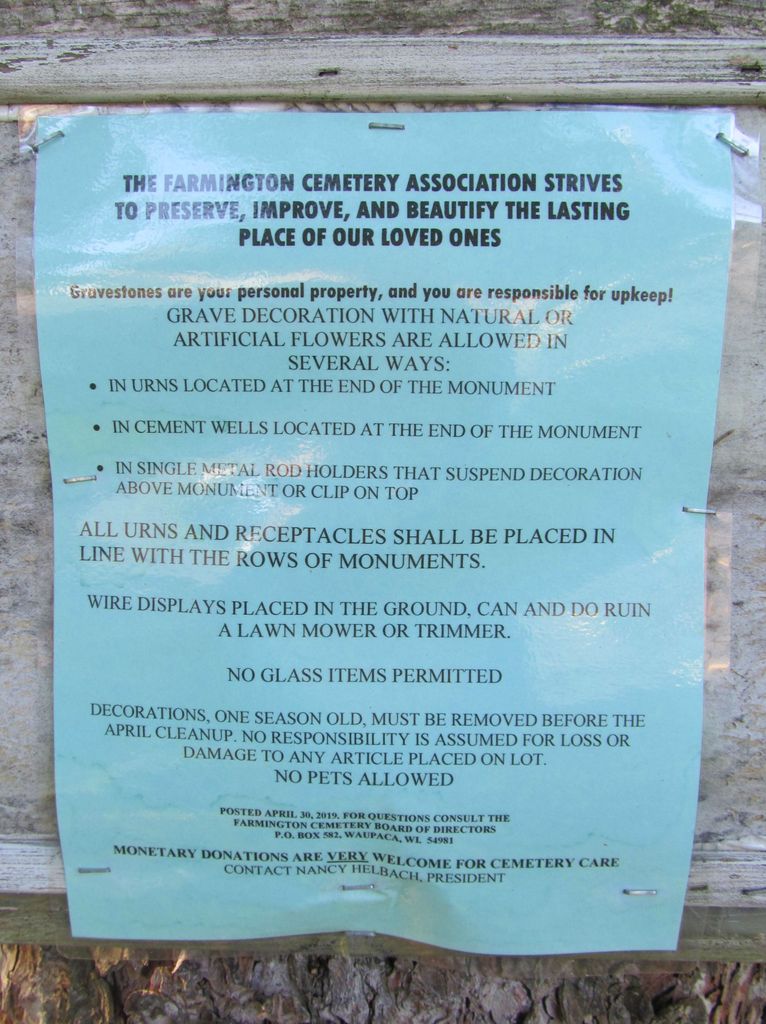 THE FARMINGTON CEMETERY ASSOCIATION STRIVES
TO PRESERVE, IMPROVE, AND BEAUTIFY THE LASTING
PLACE OF OUR LOVED ONES
Gravestones are your personal property, and you are responsible for upkeep!
GRAVE DECORATION WITH NATURAL OR
ARTIFICIAL FLOWERS ARE ALLOWED IN
SEVERAL WAYS:
• IN URNS LOCATED AT THE END OF THE MONUMENT
• IN CEMENT WELLS LOCATED AT THE END OF THE MONUMENT
• IN SINGLE METAL ROD HOLDERS THAT SUSPEND DECORATION
ABOVE MONUMENT OR CLIP ON TOP
ALL URNS AND RECEPTACLES SHALL BE PLACED IN
LINE WITH THE ROWS OF MONUMENTS.
WIRE DISPLAYS PLACED IN THE GROUND, CAN AND DO RUIN
A LAWN MOWER OR TRIMMER.
NO GLASS ITEMS PERMITTED
DECORATIONS, ONE SEASON OLD, MUST BE REMOVED BEFORE THE
APRIL CLEANUP. NO RESPONSIBILITY IS ASSUMED FOR LOSS OR
DAMAGE TO ANY ARTICLE PLACED ON LOT.
NO PETS ALLOWED
POSTED APRIL 30, 2019. FOR QUESTIONS CONSULT THE
FARMINGTON CEMETERY BOARD OF DIRECTORS
P.O. BOX 582, WAUPACA, WI. 54981
MONETARY DONATIONS ARE VERY WELCOME FOR CEMETERY CARE
CONTACT NANCY HELBACH, PRESIDENT